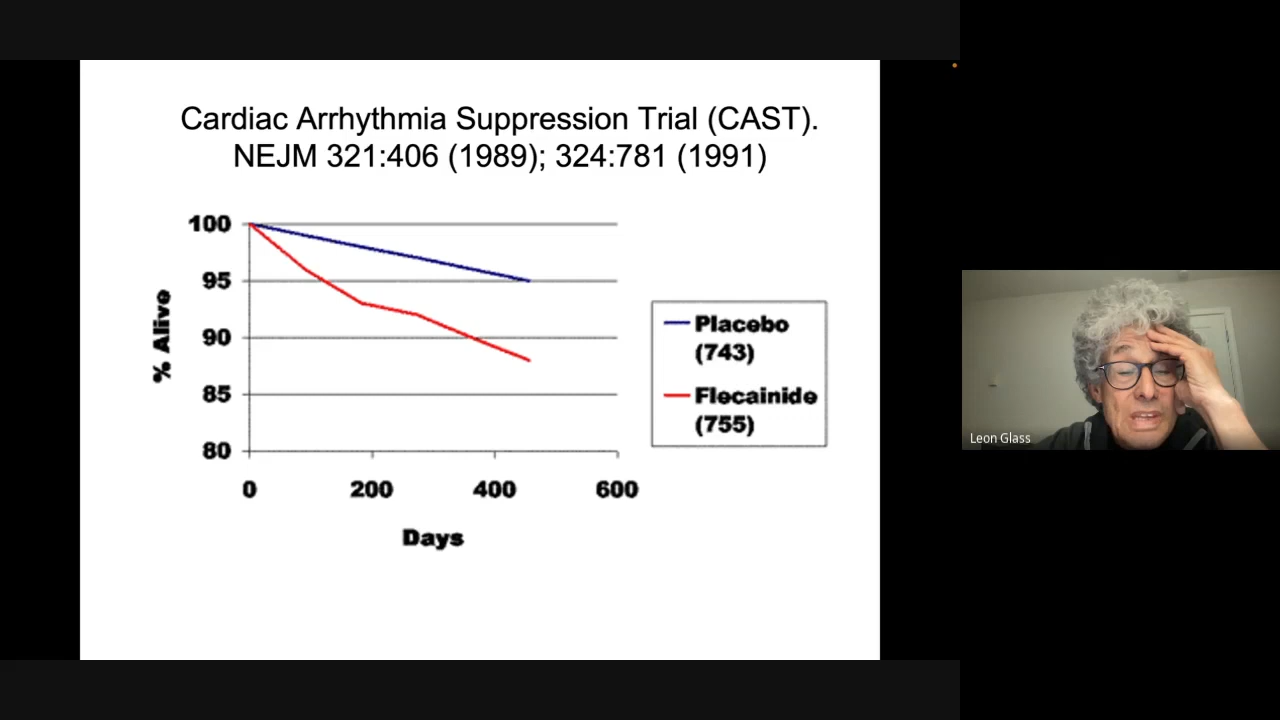 Cardiac Arrhythmia Suppression Trial (CAST).
NEJM 321:406 (1989); 324:781 (1991)
100
95
90
85
80
% Alive
0 200 400 600
Days
Placebo
(743)
Flecainide
(755)
Leon Glass